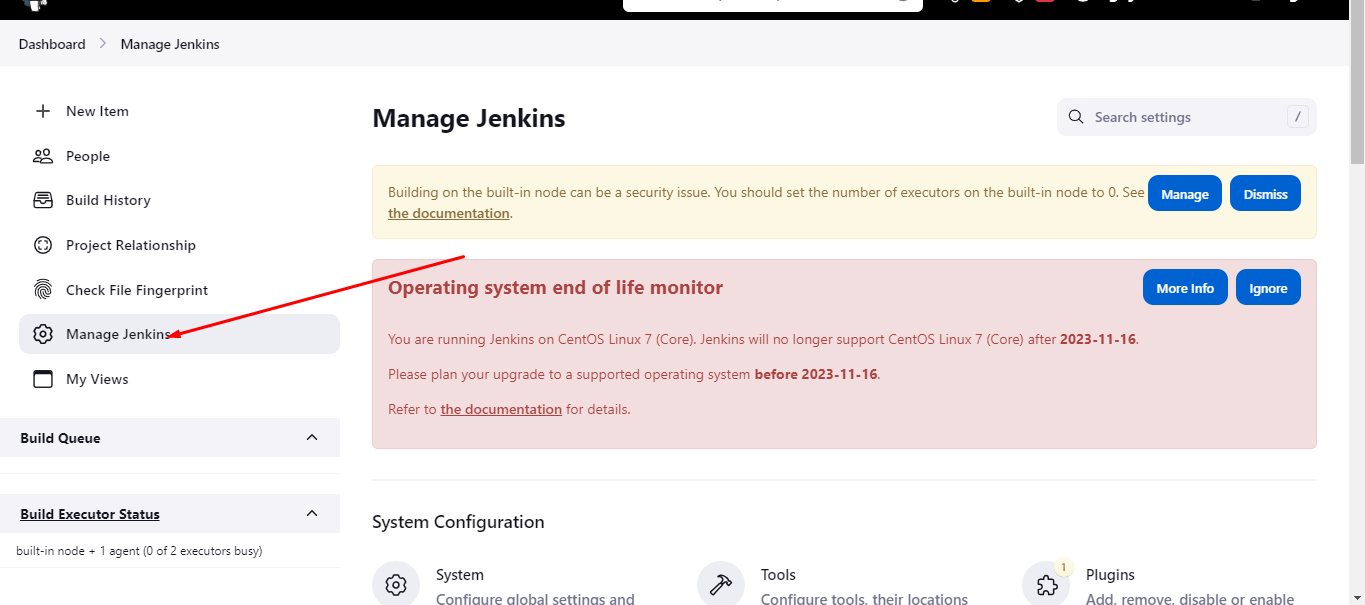 Dashboard > Manage Jenkins
New Item
People
Build History
Project Relationship
Check File Fingerprint
Manage Jenkins
My Views
Build Queue
Build Executor Status
built-in node + 1 agent (0 of 2 executors busy)
Manage Jenkins
Search settings /
Building on the built-in node can be a security issue. You should set the number of executors on the built-in node to 0. See
the documentation.
Manage Dismiss
Operating system end of life monitor
More Info Ignore
You are running Jenkins on CentOS Linux 7 (Core). Jenkins will no longer support CentOS Linux 7 (Core) after 2023-11-16.
Please plan your upgrade to a supported operating system before 2023-11-16.
Refer to the documentation for details.
System Configuration
System
Configure global settings and
Tools
Configure tools, their locations
1
Plugins
Add, remove, disable or enable